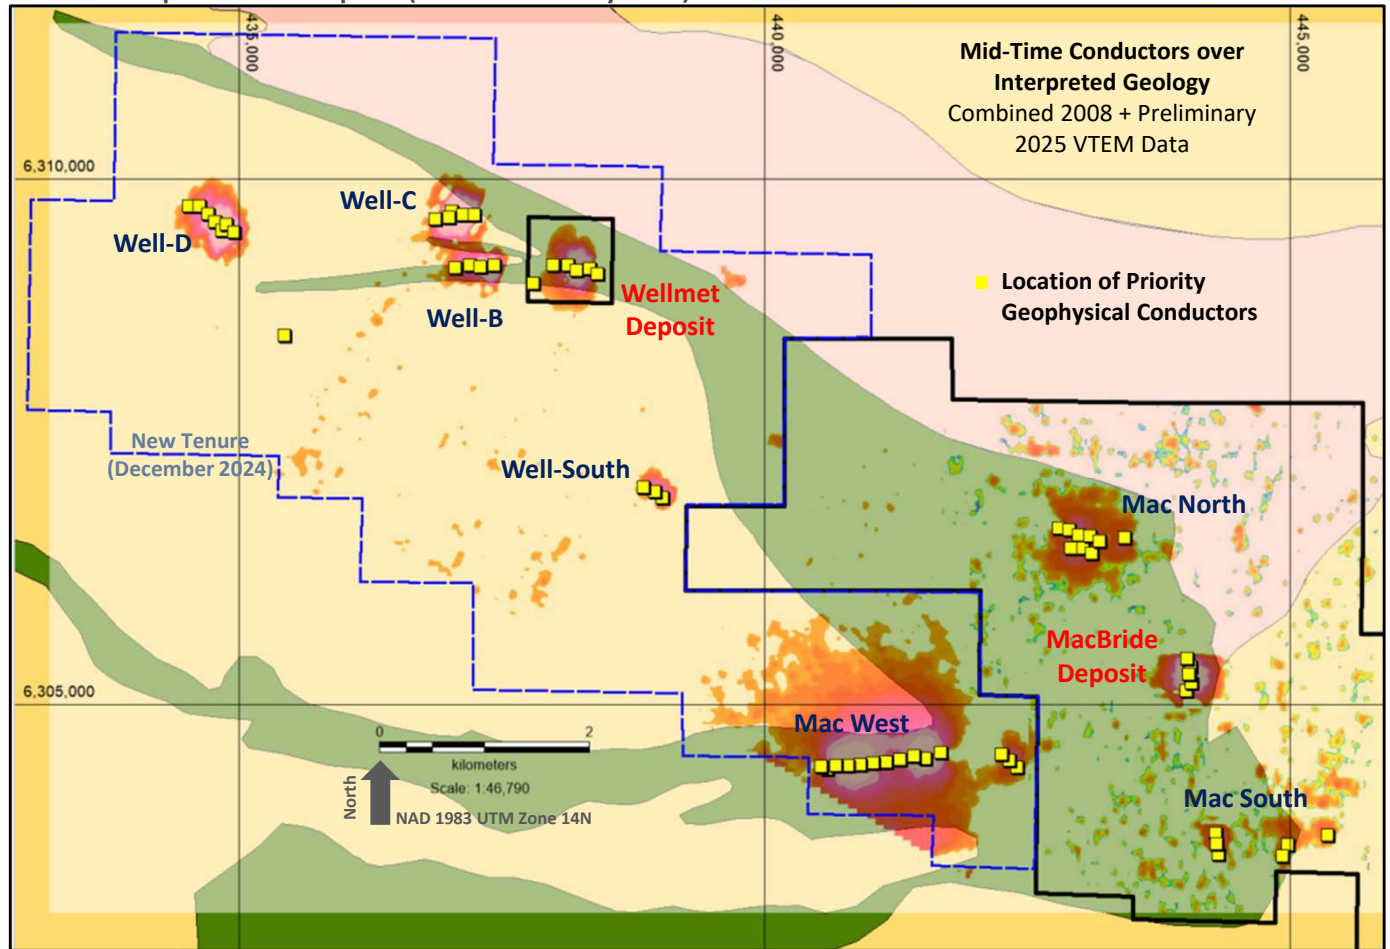 435,000
440,000
445,000
Mid-Time Conductors over
Interpreted Geology
Combined 2008 + Preliminary
2025 VTEM Data
6,310,000
Well-C
Well-D
Wellmet
Deposit
Well-B
Location of Priority
Geophysical Conductors
New Tenure
(December 2024)
Well-South
Mac North
MacBride
Deposit
6,305,000
Mac West
0
2
kilometers
Scale: 1:46,790
North
NAD 1983 UTM Zone 14N
Mac South